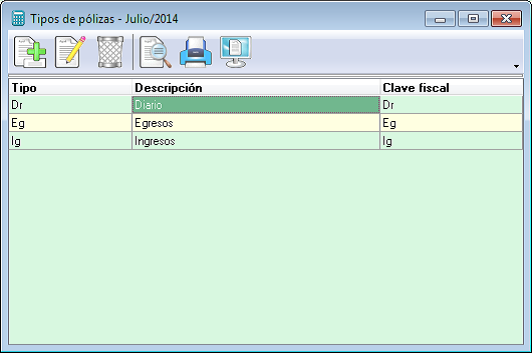 Tipos de pólizas - Julio/2014
Tipo Descripción Clave fiscal
Dr Diario Dr
Eg Egresos Eg
Ig Ingresos Ig